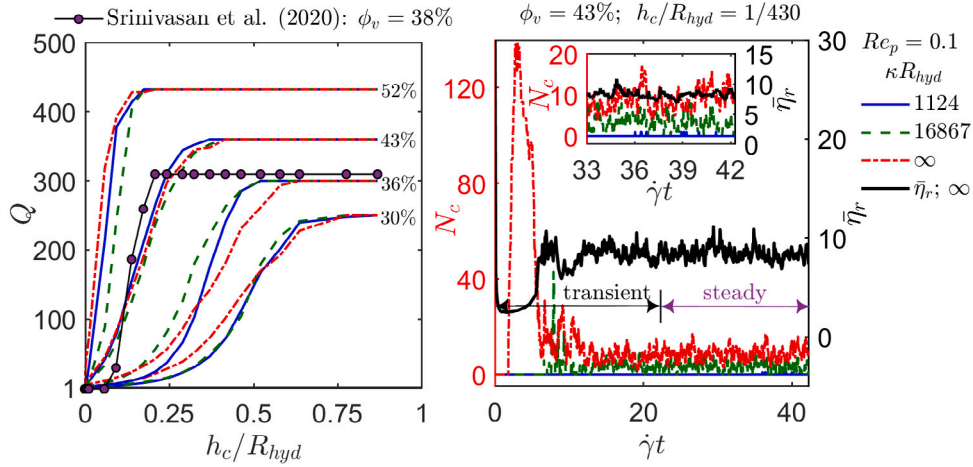 Srinivasan et al. (2020): ϕ_v = 38%
500
400
300
200
100
1
Q
52%
43%
36%
30%
0
0.25
0.5
0.75
1
h_c/R_hyd
ϕ_v = 43%; h_c/R_hyd = 1/430
120
80
40
0
N_c
30
20
10
0
η̄_r
0
20
40
γ̇t
transient
steady
20
10
0
N_c
15
10
5
0
η̄_r
33
36
39
42
γ̇t
Re_p = 0.1
κR_hyd
1124
16867
∞
η̄_r; ∞